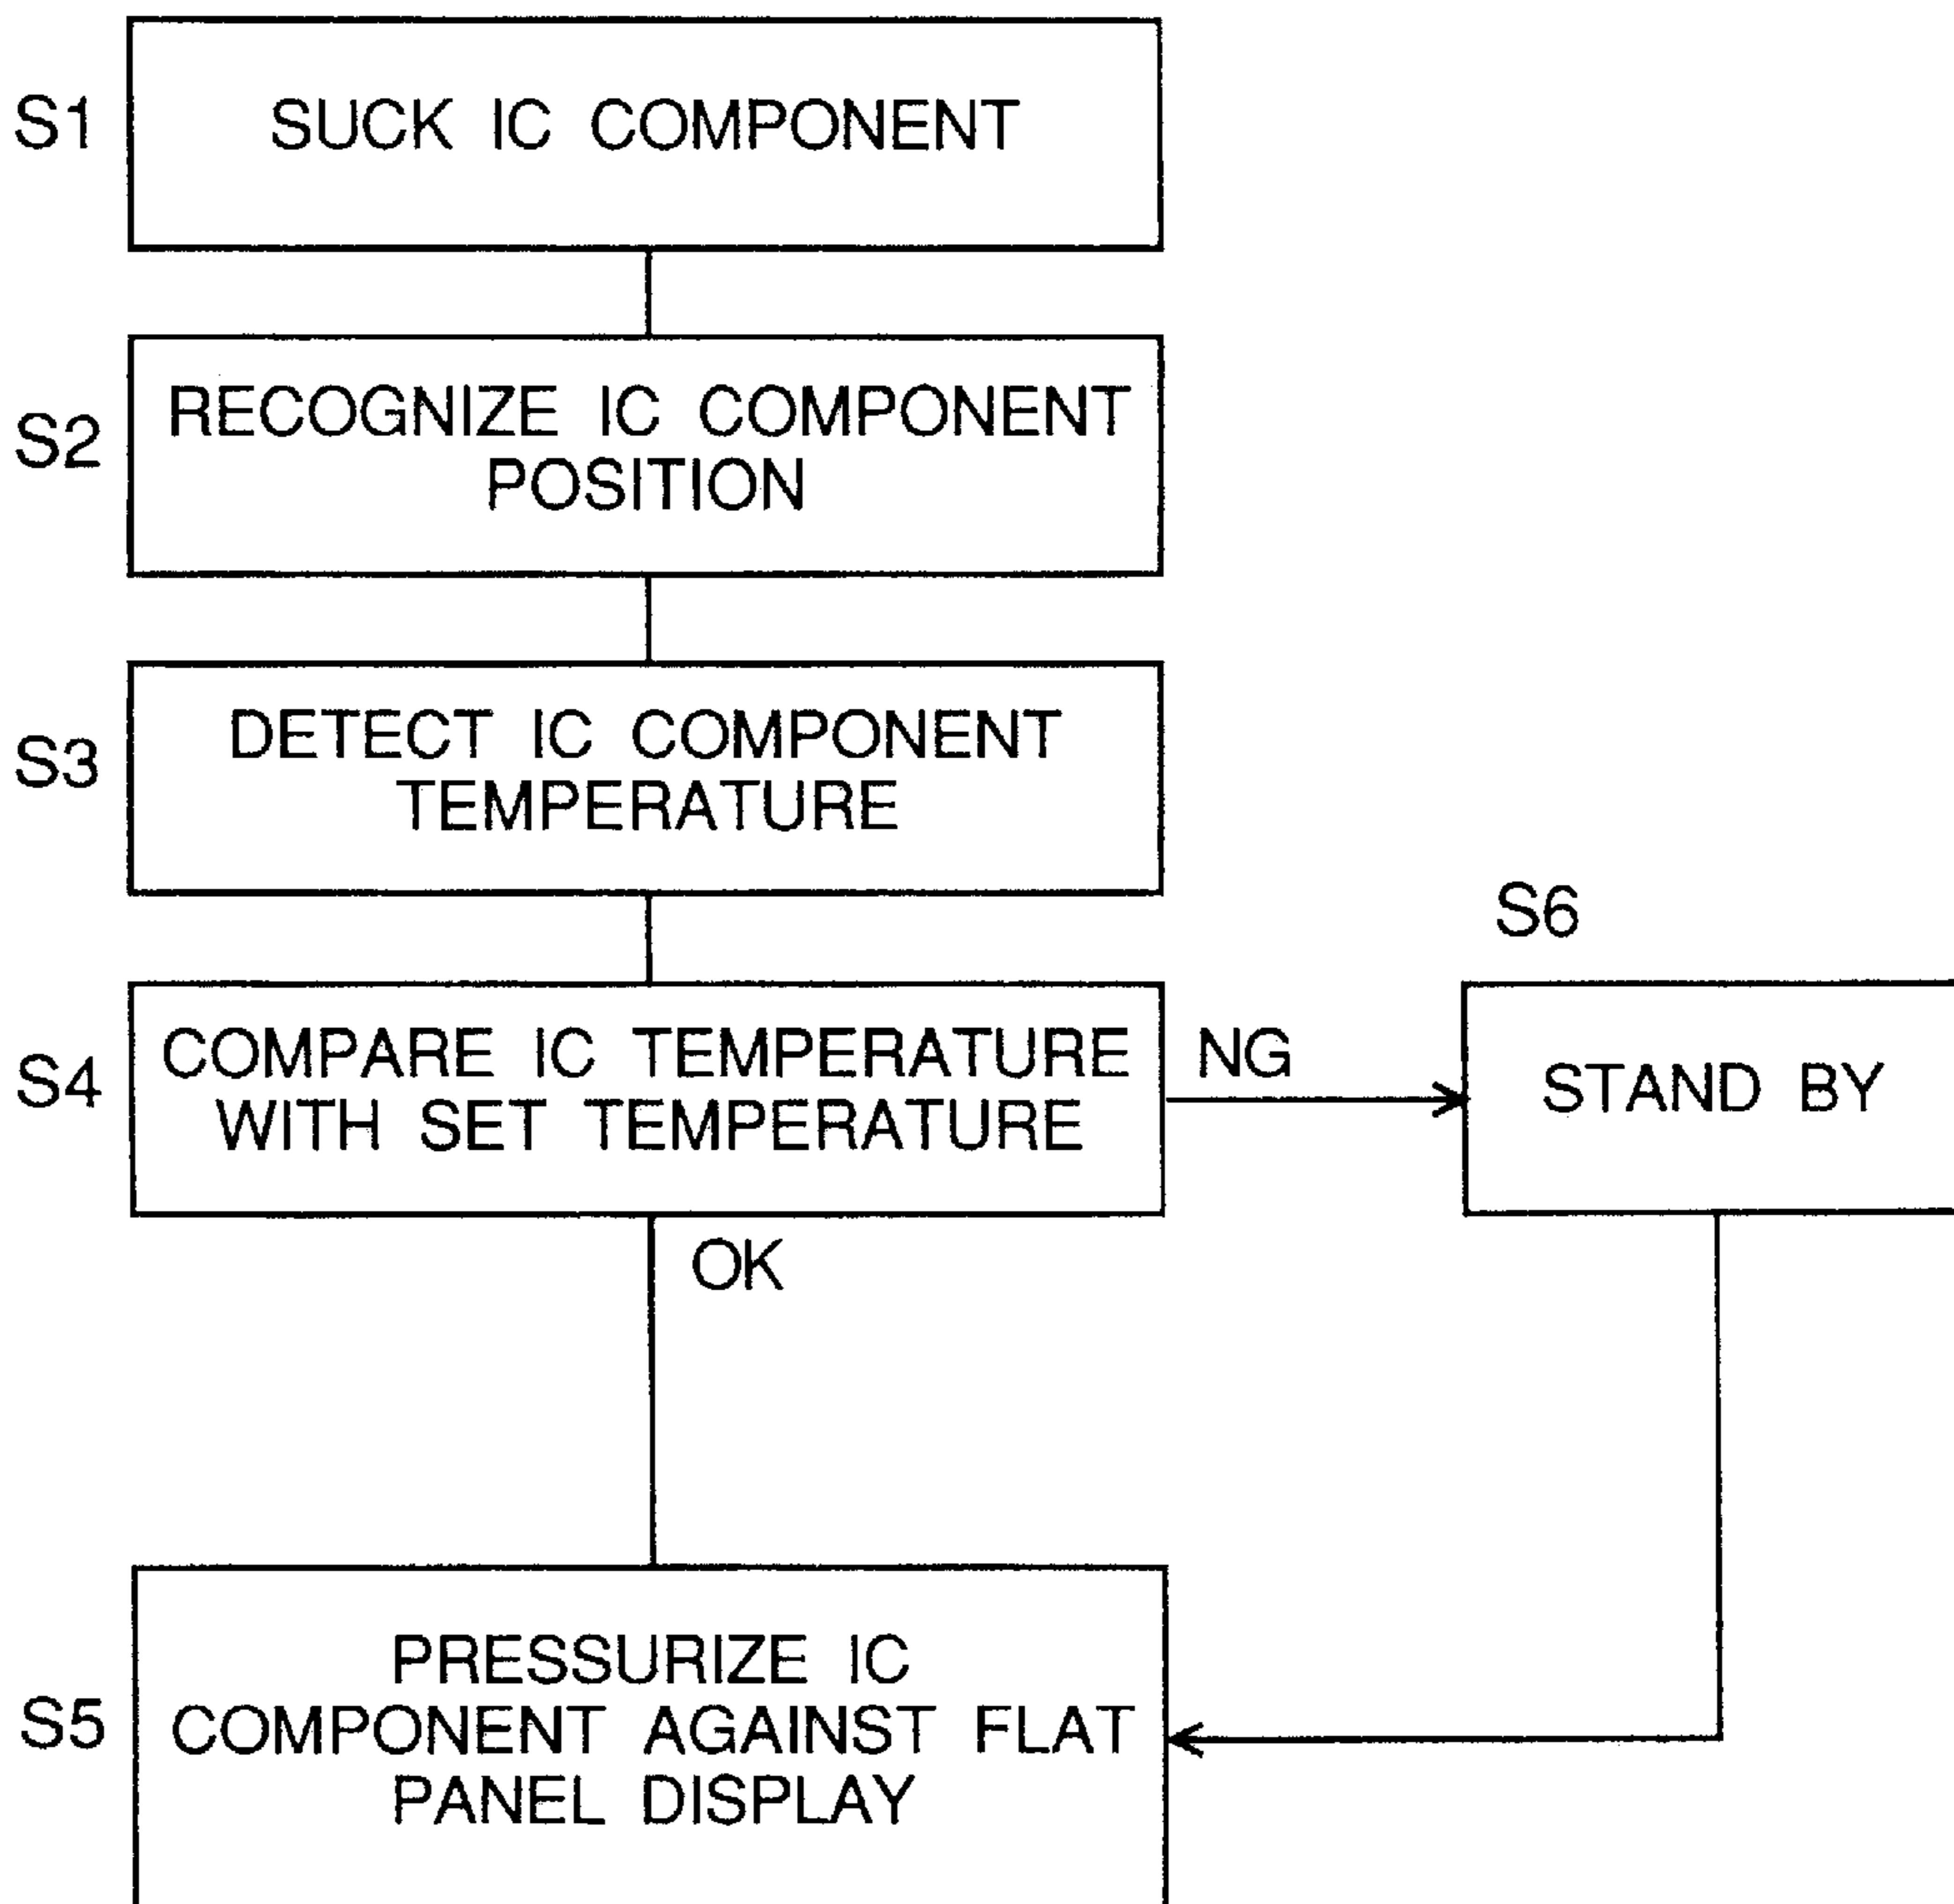 S1
SUCK IC COMPONENT
S2
RECOGNIZE IC COMPONENT
POSITION
S3
DETECT IC COMPONENT
TEMPERATURE
S4
COMPARE IC TEMPERATURE
WITH SET TEMPERATURE
NG
S6
STAND BY
OK
S5
PRESSURIZE IC
COMPONENT AGAINST FLAT
PANEL DISPLAY